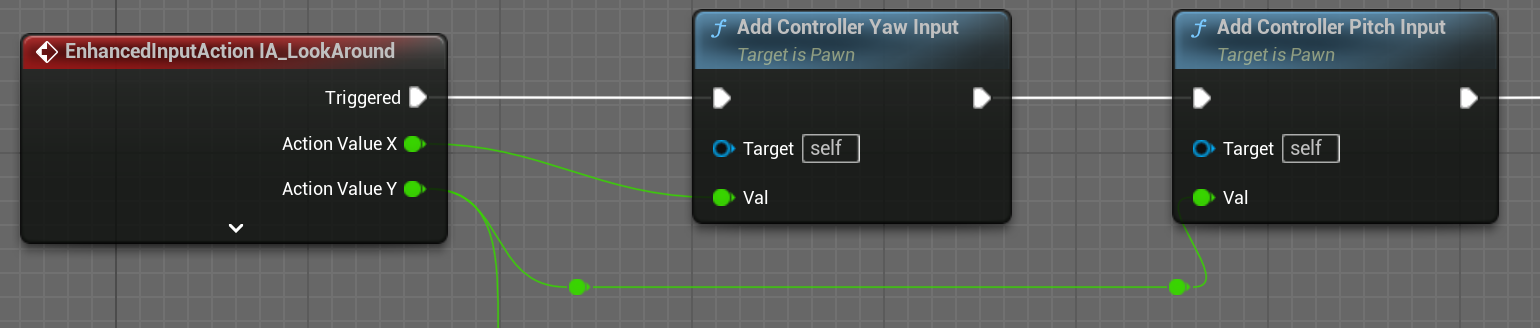 EnhancedInputAction IA_LookAround
Triggered
Action Value X
Action Value Y
f Add Controller Yaw Input
Target is Pawn
Target self
Val
f Add Controller Pitch Input
Target is Pawn
Target self
Val